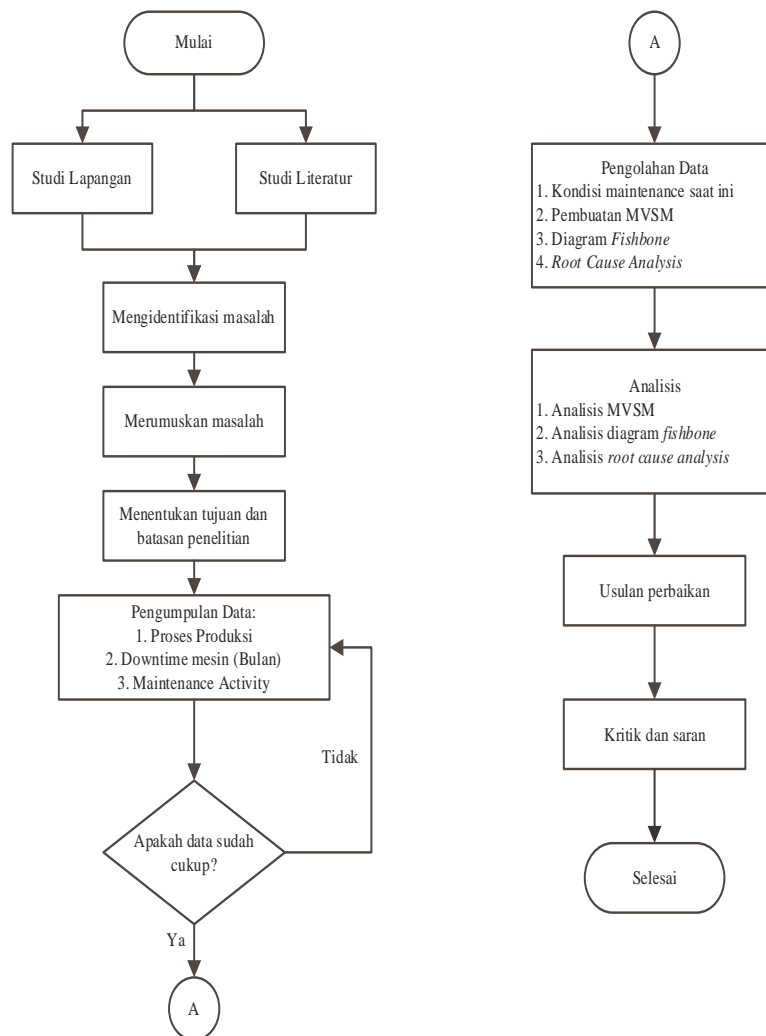 Mulai
Studi Lapangan
Studi Literatur
Mengidentifikasi masalah
Merumuskan masalah
Menentukan tujuan dan
batasan penelitian
Pengumpulan Data:
1. Proses Produksi
2. Downtime mesin (Bulan)
3. Maintenance Activity
Tidak
Apakah data sudah
cukup?
Ya
A
A
Pengolahan Data
1. Kondisi maintenance saat ini
2. Pembuatan MVSM
3. Diagram Fishbone
4. Root Cause Analysis
Analisis
1. Analisis MVSM
2. Analisis diagram fishbone
3. Analisis root cause analysis
Usulan perbaikan
Kritik dan saran
Selesai